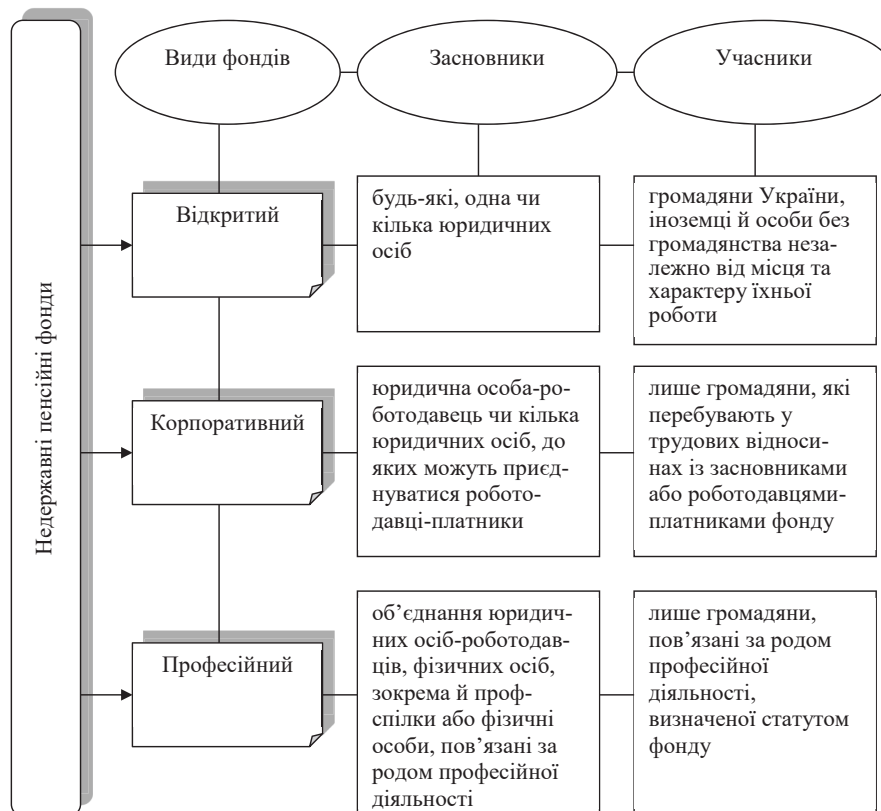 Недержавні пенсійні фонди
Види фондів
Засновники
Учасники
Відкритий
будь-які, одна чи
кілька юридичних
осіб
громадяни України,
іноземці й особи без
громадянства неза-
лежно від місця та
характеру їхньої
роботи
Корпоративний
юридична особа-ро-
ботодавець чи кілька
юридичних осіб, до
яких можуть приєд-
нуватися робото-
давці-платники
лише громадяни, які
перебувають у
трудових відноси-
нах із засновниками
або роботодавцями-
платниками фонду
Професійний
об’єднання юридич-
них осіб-роботодав-
ців, фізичних осіб,
зокрема й проф-
спілки або фізичні
особи, пов’язані за
родом професійної
діяльності
лише громадяни,
пов’язані за родом
професійної
діяльності,
визначеної статутом
фонду